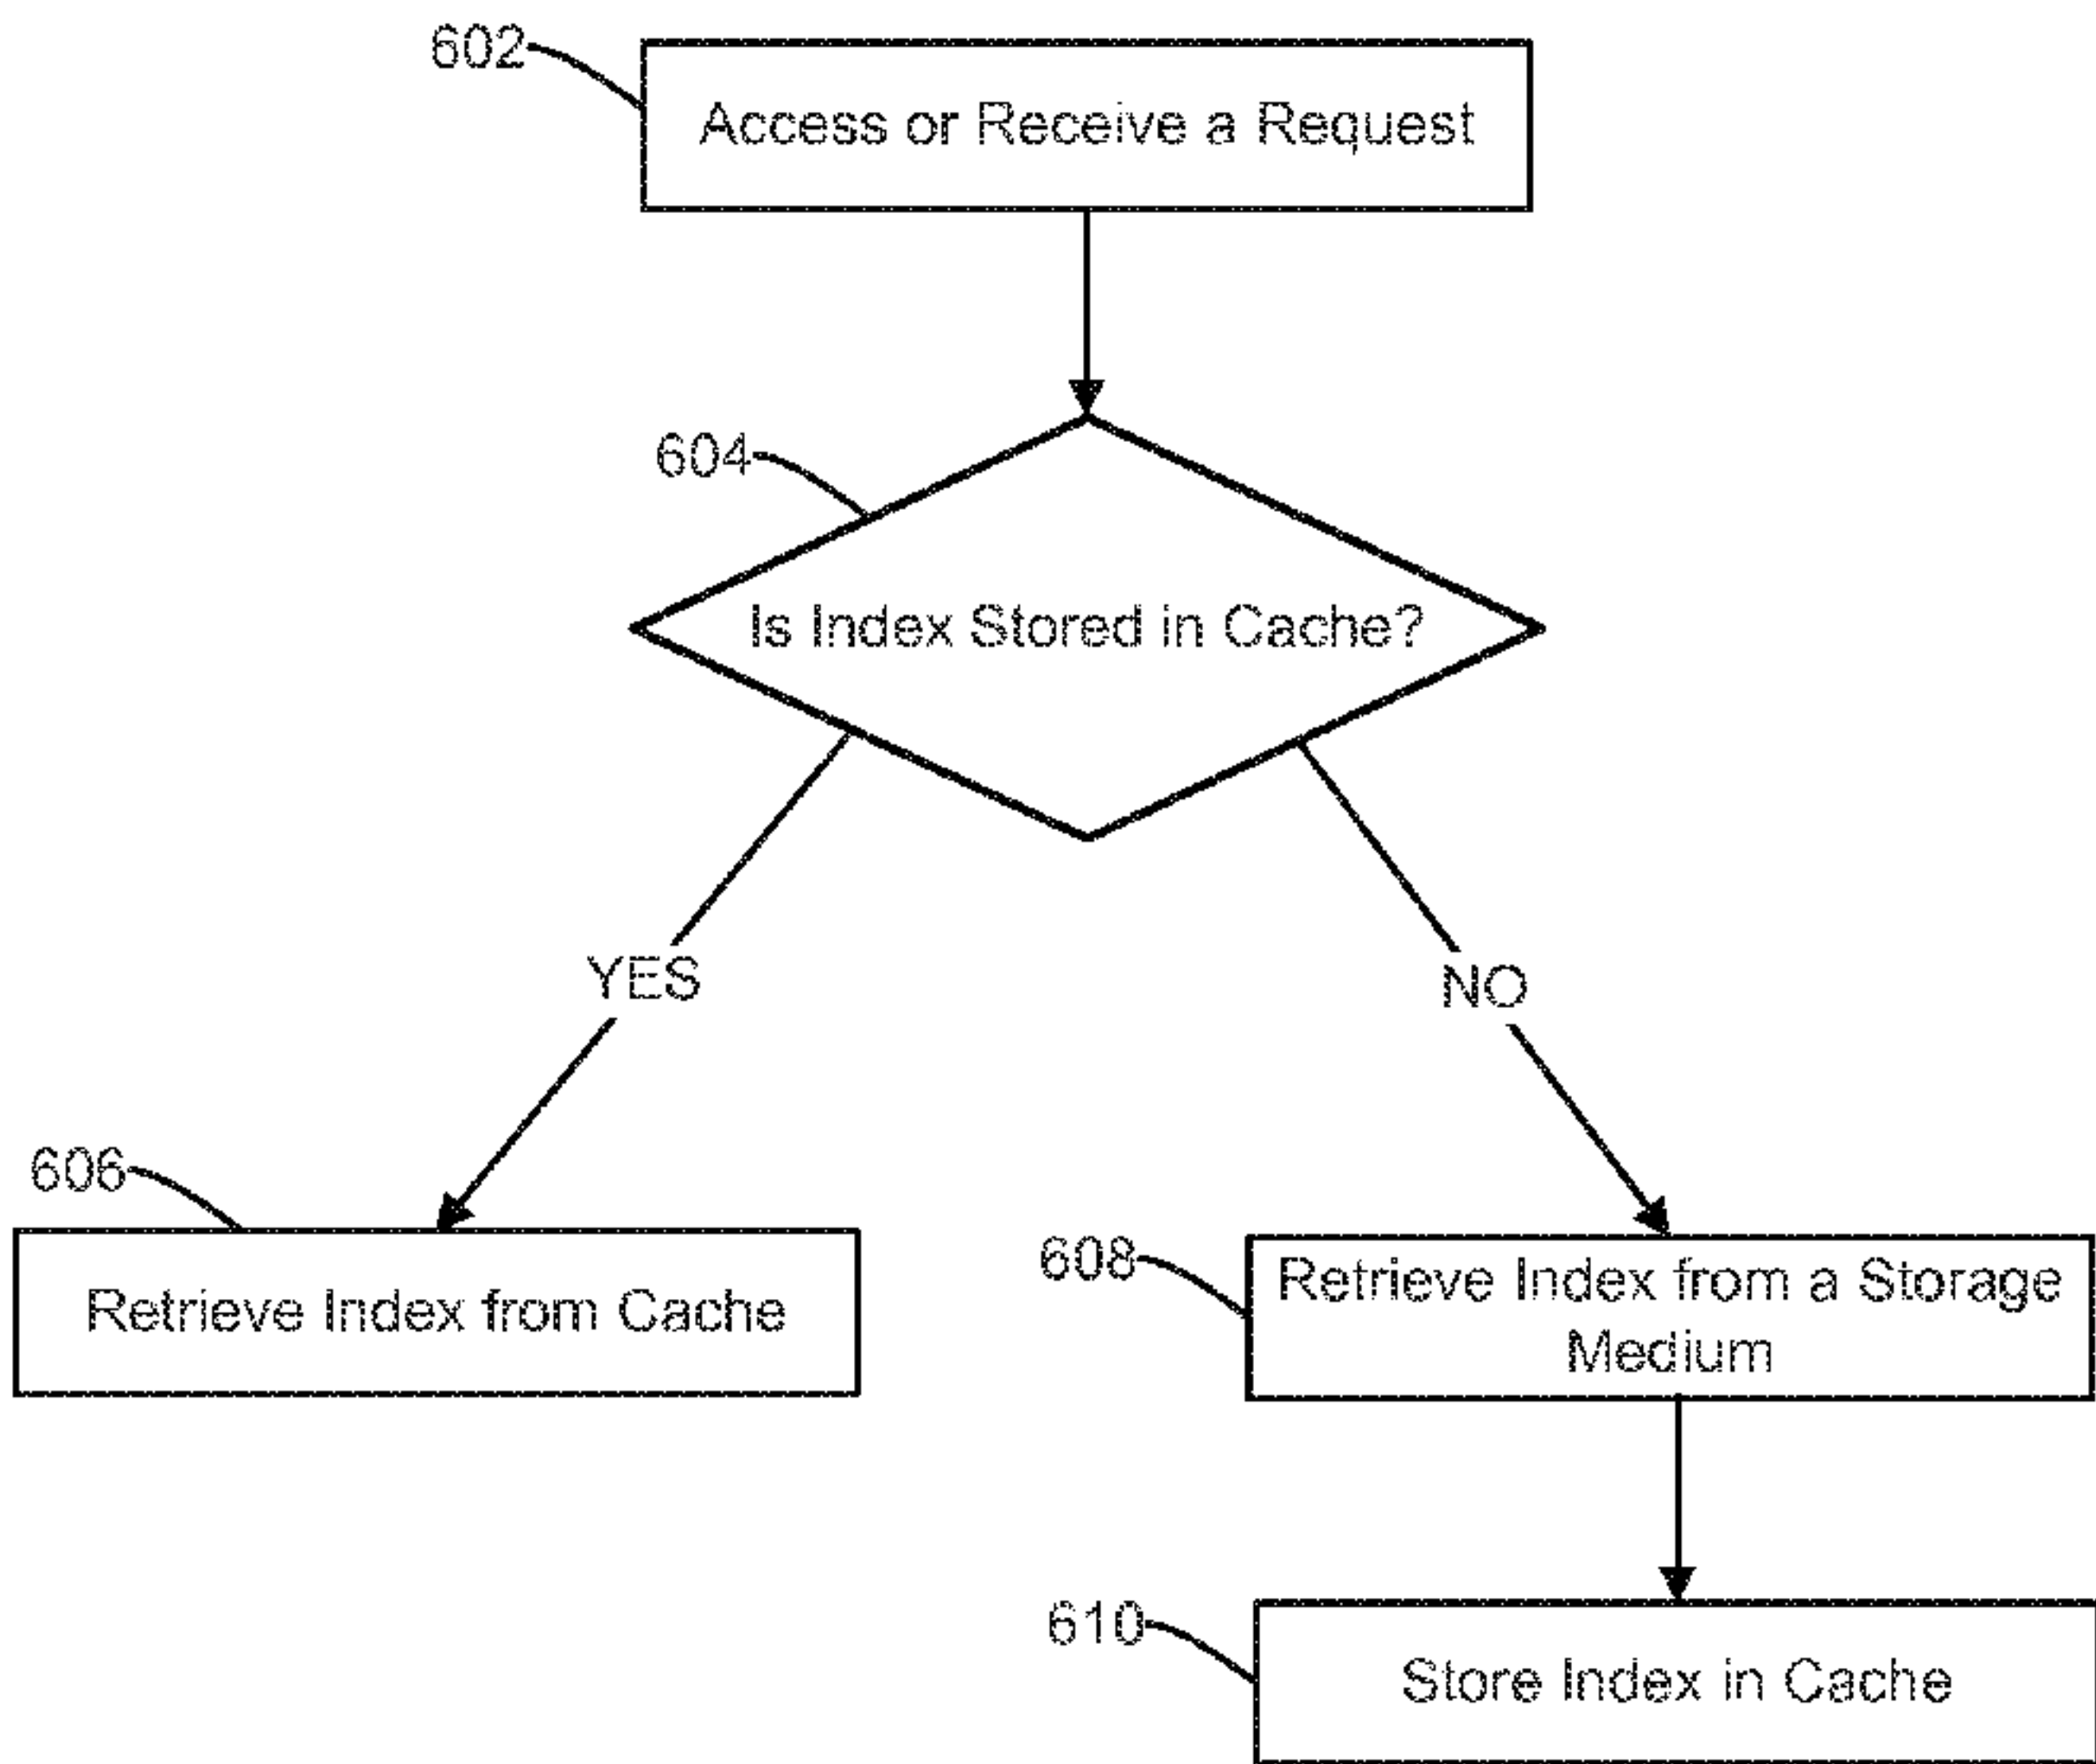 602
Access or Receive a Request
604
Is Index Stored in Cache?
YES
NO
606
Retrieve Index from Cache
608
Retrieve Index from a Storage
Medium
610
Store Index in Cache